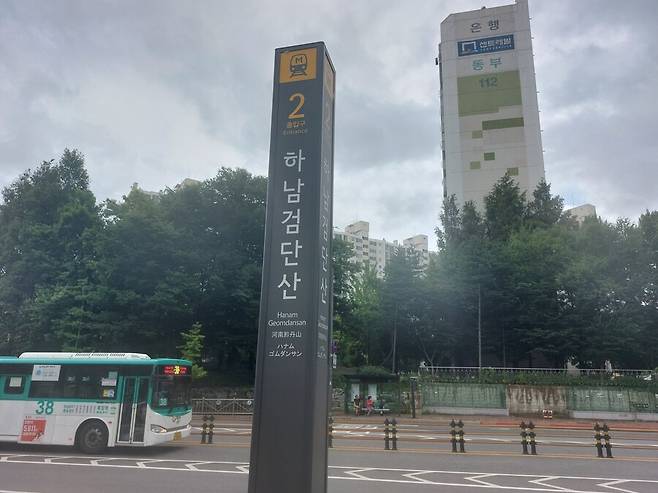 M
2
출입구
Entrance
하남검단산
Hanam
Geomdansan
河南黔丹山
ハナム
ゴムダンサン
은행
센트레빌
동부
112
38